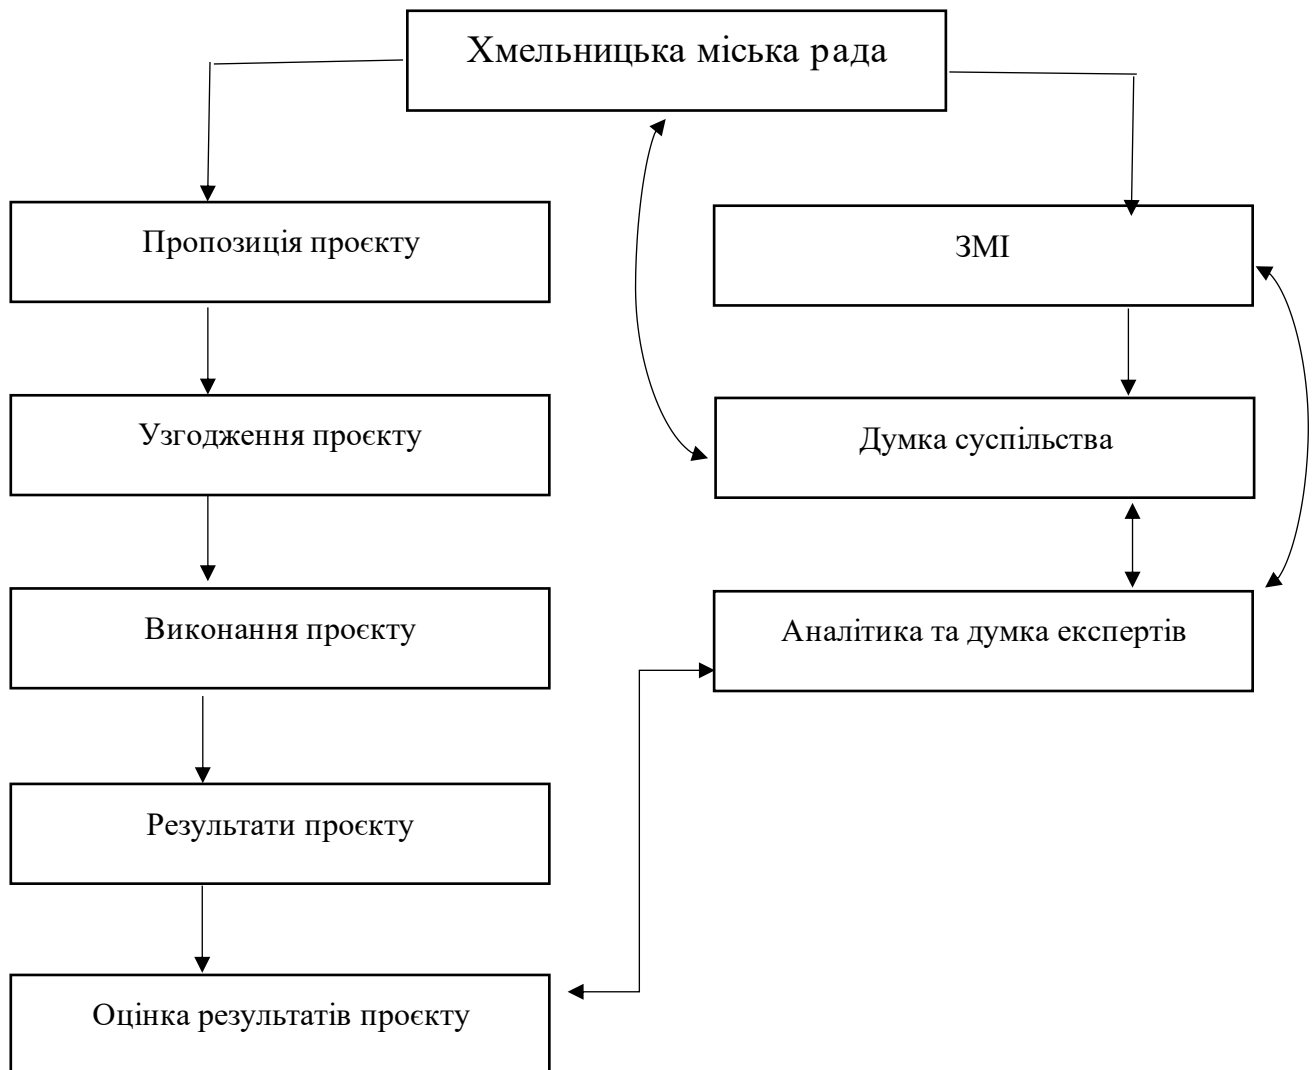 Хмельницька міська рада
Пропозиція проєкту
Узгодження проєкту
Виконання проєкту
Результати проєкту
Оцінка результатів проєкту
ЗМІ
Думка суспільства
Аналітика та думка експертів